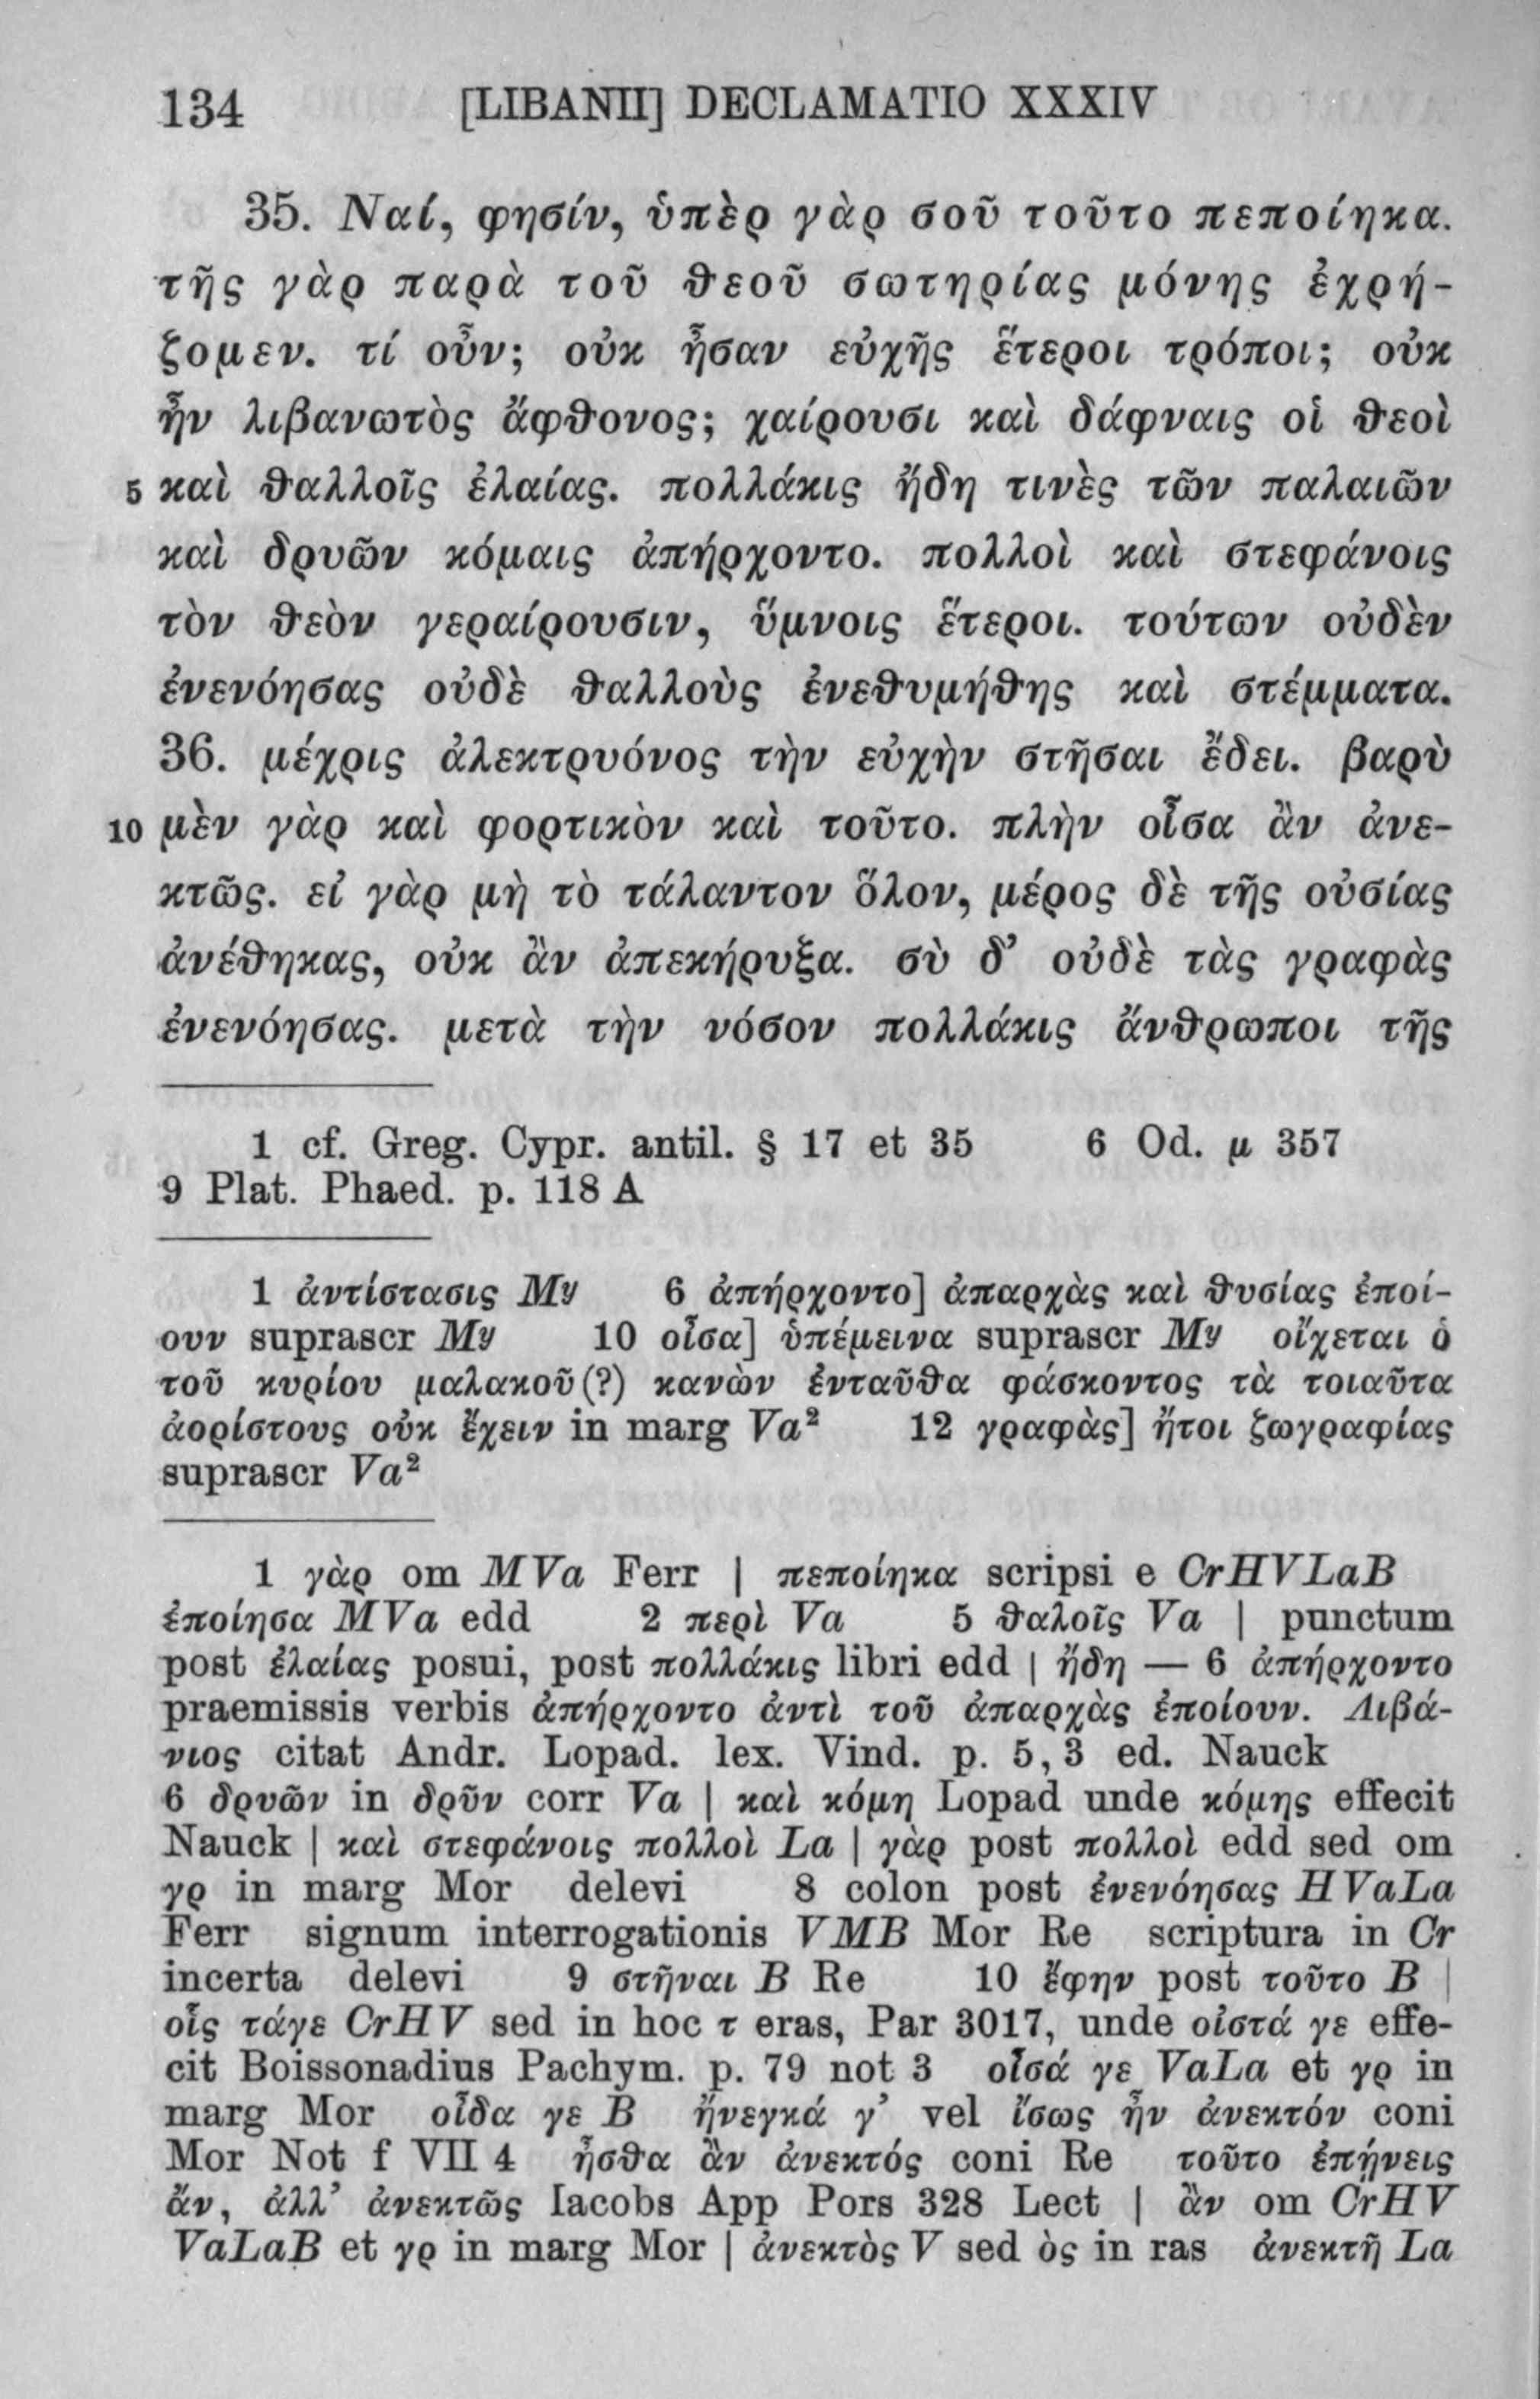 134 [LIBANII] DECLAMATIO XXXIV
35. Ναί, φησίν, ὑπὲρ γὰρ σοῦ τοῦτο πεποίηκα.
τῆς γὰρ παρὰ τοῦ θεοῦ σωτηρίας μόνης ἐχρή-
ζομεν. τί οὖν; οὐκ ἦσαν εὐχῆς ἕτεροι τρόποι; οὐκ
ἦν λιβανωτὸς ἄφθονος; χαίρουσι καὶ δάφναις οἱ θεοὶ
5 καὶ θαλλοῖς ἐλαίας. πολλάκις ἤδη τινὲς τῶν παλαιῶν
καὶ δρυῶν κόμαις ἀπήρχοντο. πολλοὶ καὶ στεφάνοις
τὸν θεὸν γεραίρουσιν, ὕμνοις ἕτεροι. τούτων οὐδὲν
ἐνενόησας οὐδὲ θαλλοὺς ἐνεθυμήθης καὶ στέμματα.
36. μέχρις ἀλεκτρυόνος τὴν εὐχὴν στῆσαι ἔδει. βαρὺ
10 μὲν γὰρ καὶ φορτικὸν καὶ τοῦτο. πλὴν οἶσα ἂν ἀνε-
κτῶς. εἰ γὰρ μὴ τὸ τάλαντον ὅλον, μέρος δὲ τῆς οὐσίας
ἀνέθηκας, οὐκ ἂν ἀπεκήρυξα. σὺ δ’ οὐδὲ τὰς γραφὰς
ἐνενόησας. μετὰ τὴν νόσον πολλάκις ἄνθρωποι τῆς
1 cf. Greg. Cypr. antil. § 17 et 35 6 Od. μ 357
9 Plat. Phaed. p. 118 A
1 ἀντίστασις My 6 ἀπήρχοντο] ἀπαρχὰς καὶ θυσίας ἐποί-
ουν suprascr My 10 οἶσα] ὑπέμεινα suprascr My οἴχεται ὁ
τοῦ κυρίου μαλακοῦ(?) κανὼν ἐνταῦθα φάσκοντος τὰ τοιαῦτα
ἀορίστους οὐκ ἔχειν in marg Va² 12 γραφὰς] ἤτοι ζωγραφίας
suprascr Va²
1 γὰρ om MVa Ferr | πεποίηκα scripsi e CrHVLaB
ἐποίησα MVa edd 2 περὶ Va 5 θαλοῖς Va | punctum
post ἐλαίας posui, post πολλάκις libri edd | ἤδη — 6 ἀπήρχοντο
praemissis verbis ἀπήρχοντο ἀντὶ τοῦ ἀπαρχὰς ἐποίουν. Λιβά-
νιος citat Andr. Lopad. lex. Vind. p. 5, 3 ed. Nauck
6 δρυῶν in δρῦν corr Va | καὶ κόμη Lopad unde κόμης effecit
Nauck | καὶ στεφάνοις πολλοὶ La | γὰρ post πολλοὶ edd sed om
γρ in marg Mor delevi 8 colon post ἐνενόησας HVaLa
Ferr signum interrogationis VMB Mor Re scriptura in Cr
incerta delevi 9 στῆναι B Re 10 ἔφην post τοῦτο B |
οἷς τάγε CrHV sed in hoc τ eras, Par 3017, unde οἰστά γε effe-
cit Boissonadius Pachym. p. 79 not 3 οἶσά γε VaLa et γρ in
marg Mor οἶδα γε B ἤνεγκά γ’ vel ἴσως ἦν ἀνεκτόν coni
Mor Not f VII 4 ἦσθα ἂν ἀνεκτός coni Re τοῦτο ἐπῄνεις
ἄν, ἀλλ’ ἀνεκτῶς Iacobs App Pors 328 Lect | ἂν om CrHV
VaLaB et γρ in marg Mor | ἀνεκτὸς V sed ὸς in ras ἀνεκτῆ La